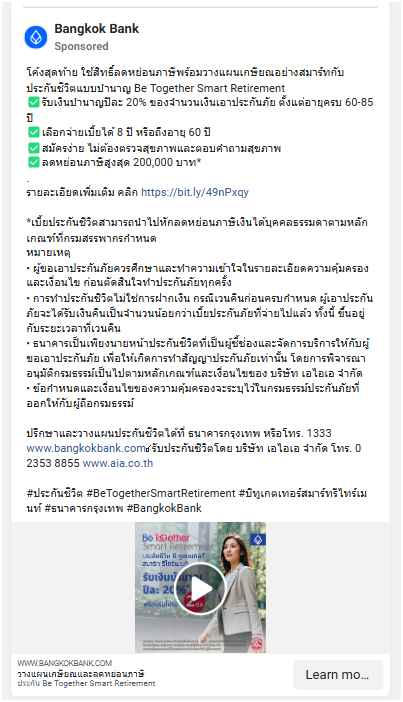 Bangkok Bank
Sponsored
โค้งสุดท้าย ใช้สิทธิ์ลดหย่อนภาษีพร้อมวางแผนเกษียณอย่างสมาร์ทกับ
ประกันชีวิตแบบบำนาญ Be Together Smart Retirement
✅รับเงินบำนาญปีละ 20% ของจำนวนเงินเอาประกันภัย ตั้งแต่อายุครบ 60-85
ปี
✅เลือกจ่ายเบี้ยได้ 8 ปี หรือถึงอายุ 60 ปี
✅สมัครง่าย ไม่ต้องตรวจสุขภาพและตอบคำถามสุขภาพ
✅ลดหย่อนภาษีสูงสุด 200,000 บาท*
.
รายละเอียดเพิ่มเติม คลิก https://bit.ly/49nPxqy
*เบี้ยประกันชีวิตสามารถนำไปหักลดหย่อนภาษีเงินได้บุคคลธรรมดาตามหลัก
เกณฑ์ที่กรมสรรพากรกำหนด
หมายเหตุ
• ผู้ขอเอาประกันภัยควรศึกษาและทำความเข้าใจในรายละเอียดความคุ้มครอง
และเงื่อนไข ก่อนตัดสินใจทำประกันภัยทุกครั้ง
• การทำประกันชีวิตไม่ใช่การฝากเงิน กรณีเวนคืนก่อนครบกำหนด ผู้เอาประกัน
ภัยจะได้รับเงินคืนเป็นจำนวนน้อยกว่าเบี้ยประกันภัยที่จ่ายไปแล้ว ทั้งนี้ ขึ้นอยู่
กับระยะเวลาที่เวนคืน
• ธนาคารเป็นเพียงนายหน้าประกันชีวิตที่เป็นผู้ชี้ช่องและจัดการบริการให้กับผู้
ขอเอาประกันภัย เพื่อให้เกิดการทำสัญญาประกันภัยเท่านั้น โดยการพิจารณา
อนุมัติกรมธรรม์เป็นไปตามหลักเกณฑ์และเงื่อนไขของ บริษัท เอไอเอ จำกัด
• ข้อกำหนดและเงื่อนไขของความคุ้มครองจะระบุไว้ในกรมธรรม์ประกันภัยที่
ออกให้กับผู้ถือกรมธรรม์
ปรึกษาและวางแผนประกันชีวิตได้ที่ ธนาคารกรุงเทพ หรือโทร. 1333
www.bangkokbank.comรับประกันชีวิตโดย บริษัท เอไอเอ จำกัด โทร. 0
2353 8855 www.aia.co.th
#ประกันชีวิต #BeTogetherSmartRetirement #บีทูเกตเทอร์สมาร์ทรีไทร์เม
นท์ #ธนาคารกรุงเทพ #BangkokBank
Be ToGether
Smart Retirement
ประกันชีวิต บี ทูเกตเตอร์
สมาร์ท รีไทร์เมนท์
รับเงินบำนาญ
ปีละ 20%
2 ต่อ
WWW.BANGKOKBANK.COM
วางแผนเกษียณและลดหย่อนภาษี
ประกัน Be Together Smart Retirement
Learn mo...